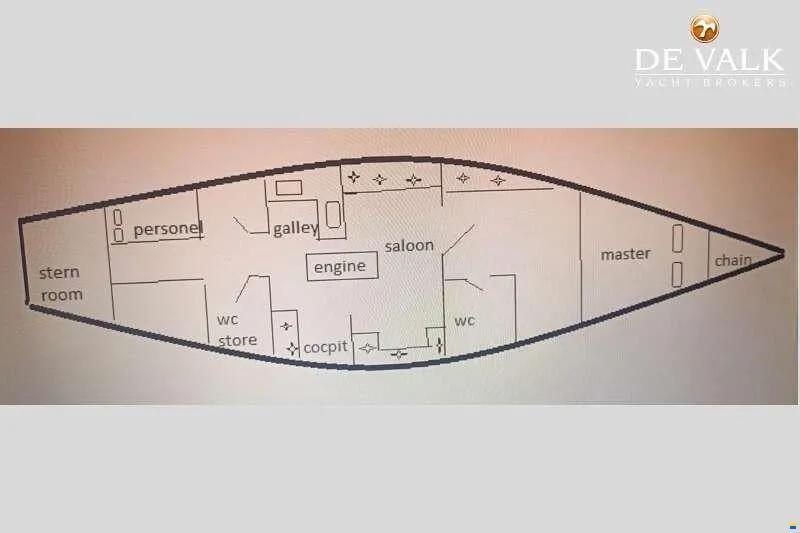 DE VALK
YACHT BROKERS
personel
galley
saloon
engine
stern
room
master
chain
wc
store
cocpit
wc